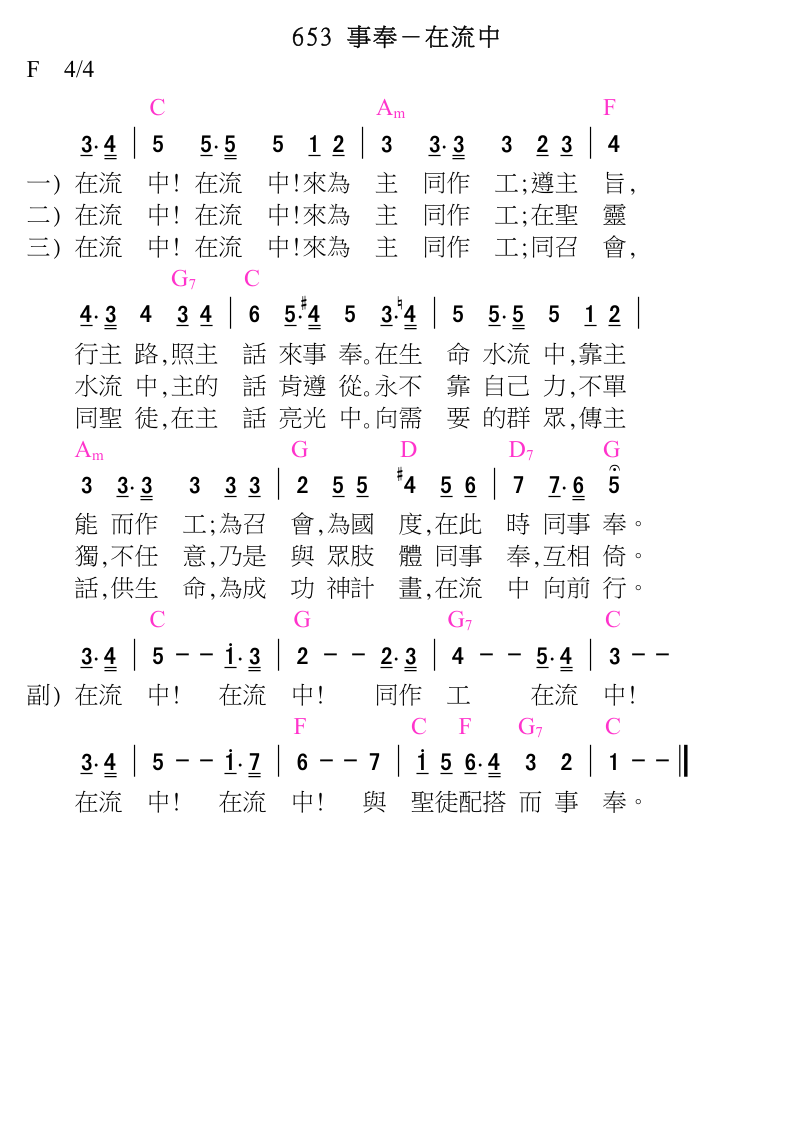 653 事奉－在流中
F 4/4
C Am F
3·4 | 5 5·5 5 1 2 | 3 3·3 3 2 3 | 4
一) 在流 中! 在流 中!來為 主 同作 工;遵主 旨,
二) 在流 中! 在流 中!來為 主 同作 工;在聖 靈
三) 在流 中! 在流 中!來為 主 同作 工;同召 會,
G7 C
4·3 4 3 4 | 6 5·♯4 5 3·♮4 | 5 5·5 5 1 2 |
行主 路,照主 話 來事 奉。在生 命 水流 中,靠主
水流 中,主的 話 肯遵 從。永不 靠 自己 力,不單
同聖 徒,在主 話 亮光 中。向需 要 的群 眾,傳主
Am G D D7 G
3 3·3 3 3 3 | 2 5 5 ♯4 5 6 | 7 7·6 5
能 而作 工;為召 會,為國 度,在此 時 同事 奉。
獨,不任 意,乃是 與 眾肢 體 同事 奉,互相 倚。
話,供生 命,為成 功 神計 畫,在流 中 向前 行。
C G G7 C
3·4 | 5 － － i·3 | 2 － － 2·3 | 4 － － 5·4 | 3 － －
副) 在流 中! 在流 中! 同作 工 在流 中!
F C F G7 C
3·4 | 5 － － i·7 | 6 － － 7 | i 5 6·4 3 2 | 1 － － ‖
在流 中! 在流 中! 與 聖徒配搭 而 事 奉。